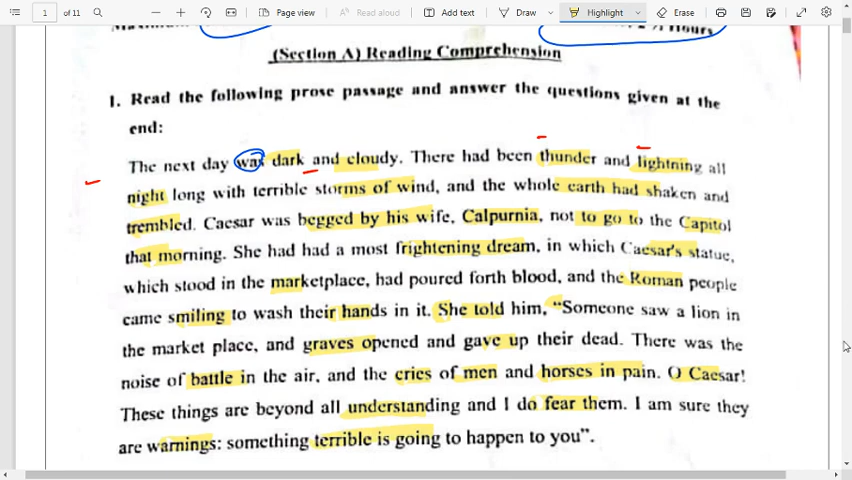 1 of 11 Page view Read aloud Add text Draw Highlight Erase
Hours
(Section A) Reading Comprehension
1. Read the following prose passage and answer the questions given at the
end:
The next day was dark and cloudy. There had been thunder and lightning all
night long with terrible storms of wind, and the whole earth had shaken and
trembled. Caesar was begged by his wife, Calpurnia, not to go to the Capitol
that morning. She had had a most frightening dream, in which Caesar's statue,
which stood in the marketplace, had poured forth blood, and the Roman people
came smiling to wash their hands in it. She told him, "Someone saw a lion in
the market place, and graves opened and gave up their dead. There was the
noise of battle in the air, and the cries of men and horses in pain. O Caesar!
These things are beyond all understanding and I do fear them. I am sure they
are warnings: something terrible is going to happen to you".